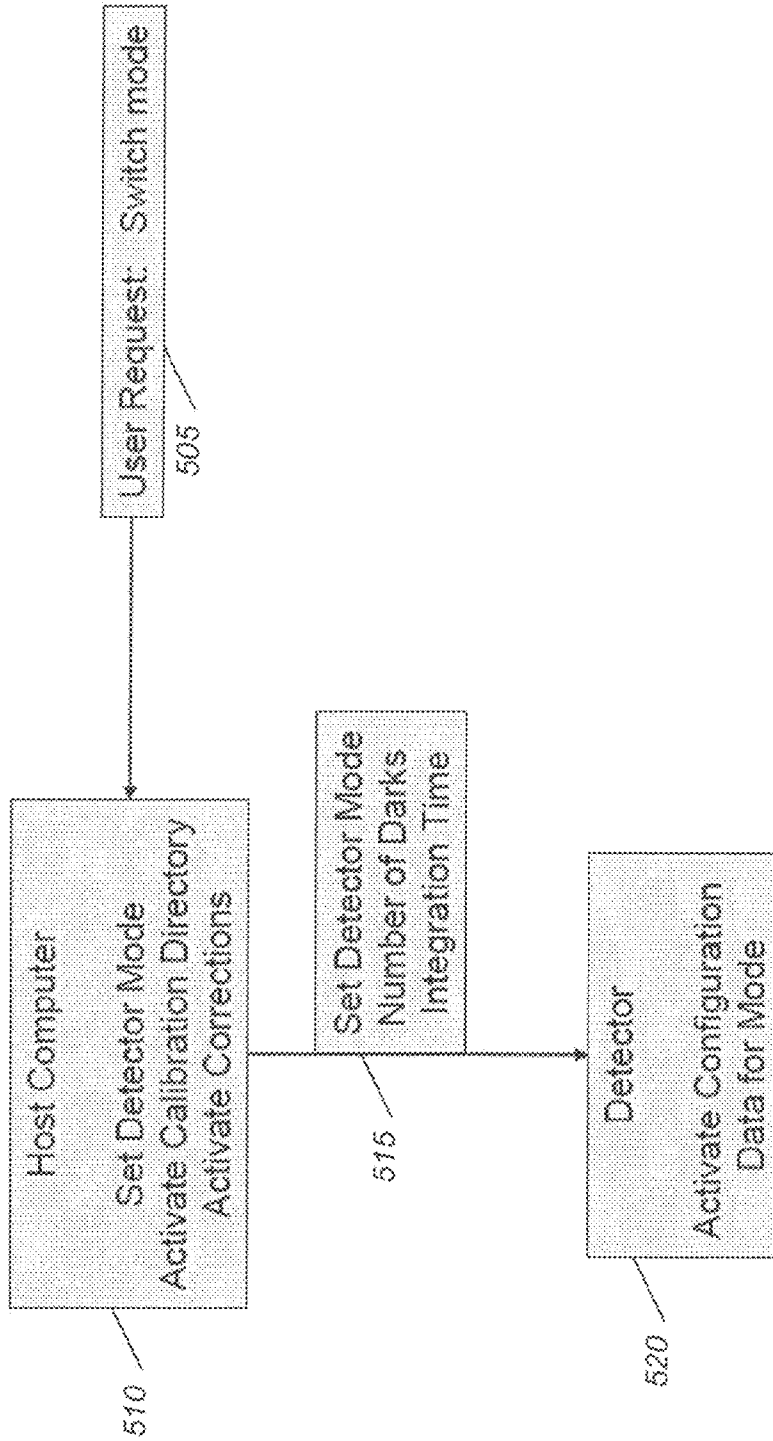 User Request: Switch mode
505
Host Computer
Set Detector Mode
Activate Calibration Directory
Activate Corrections
510
Set Detector Mode
Number of Darks
Integration Time
515
Detector
Activate Configuration
Data for Mode
520